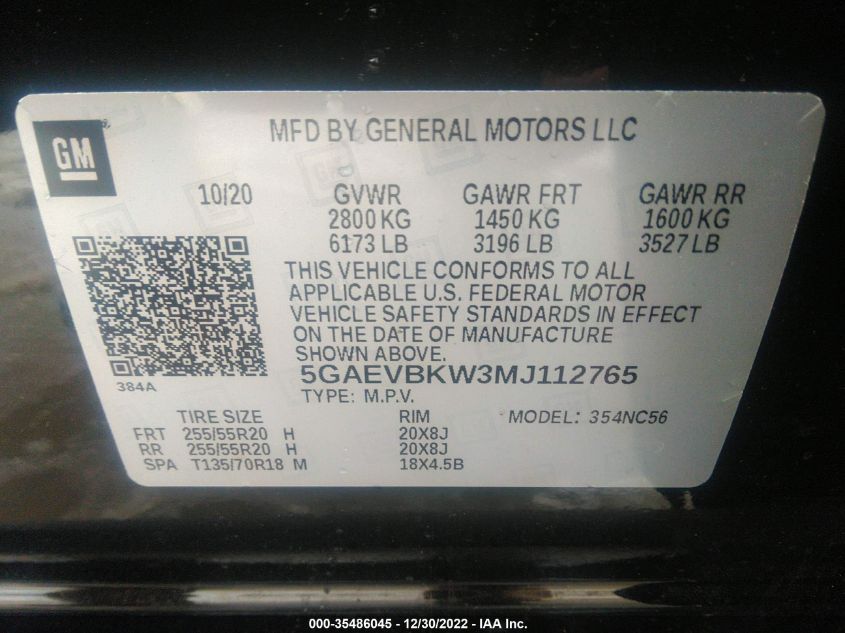 MFD BY GENERAL MOTORS LLC
GM
10/20 GVWR GAWR FRT GAWR RR
2800 KG 1450 KG 1600 KG
6173 LB 3196 LB 3527 LB
THIS VEHICLE CONFORMS TO ALL
APPLICABLE U.S. FEDERAL MOTOR
VEHICLE SAFETY STANDARDS IN EFFECT
ON THE DATE OF MANUFACTURE
SHOWN ABOVE.
384A
5GAEVBKW3MJ112765
TYPE: M.P.V.
TIRE SIZE RIM MODEL: 354NC56
FRT 255/55R20 H 20X8J
RR 255/55R20 H 20X8J
SPA T135/70R18 M 18X4.5B
000-35486045 - 12/30/2022 - IAA Inc.